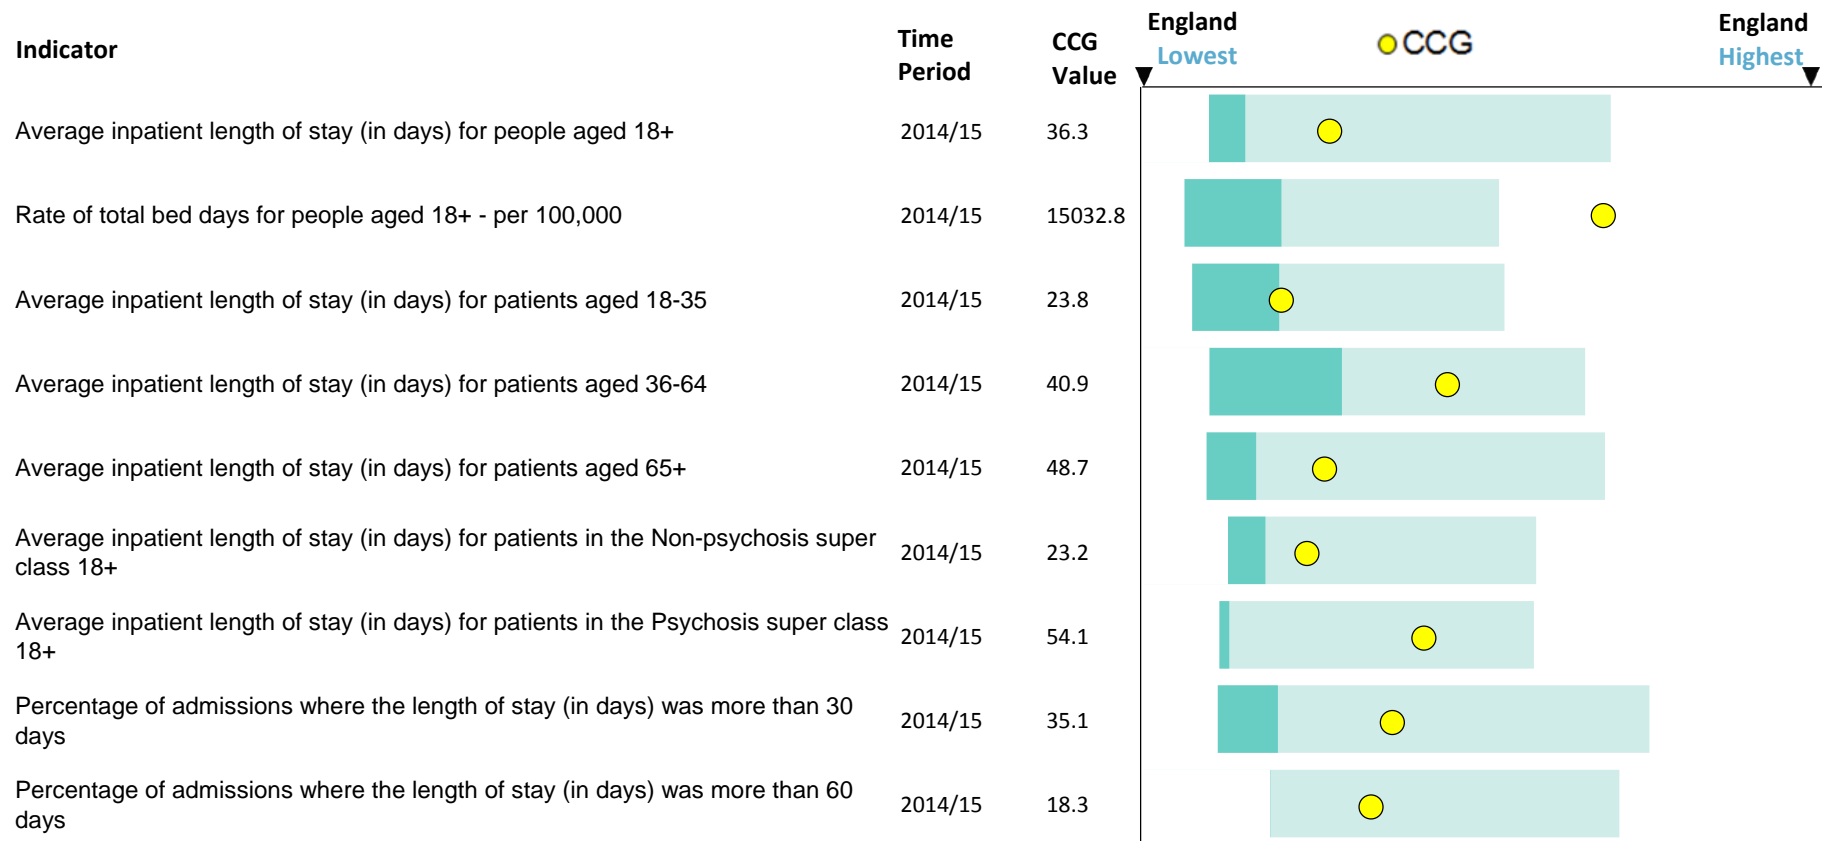 Indicator
Time Period
CCG Value
England Lowest
CCG
England Highest
Average inpatient length of stay (in days) for people aged 18+ 2014/15 36.3
Rate of total bed days for people aged 18+ - per 100,000 2014/15 15032.8
Average inpatient length of stay (in days) for patients aged 18-35 2014/15 23.8
Average inpatient length of stay (in days) for patients aged 36-64 2014/15 40.9
Average inpatient length of stay (in days) for patients aged 65+ 2014/15 48.7
Average inpatient length of stay (in days) for patients in the Non-psychosis super
class 18+ 2014/15 23.2
Average inpatient length of stay (in days) for patients in the Psychosis super class
18+ 2014/15 54.1
Percentage of admissions where the length of stay (in days) was more than 30
days 2014/15 35.1
Percentage of admissions where the length of stay (in days) was more than 60
days 2014/15 18.3